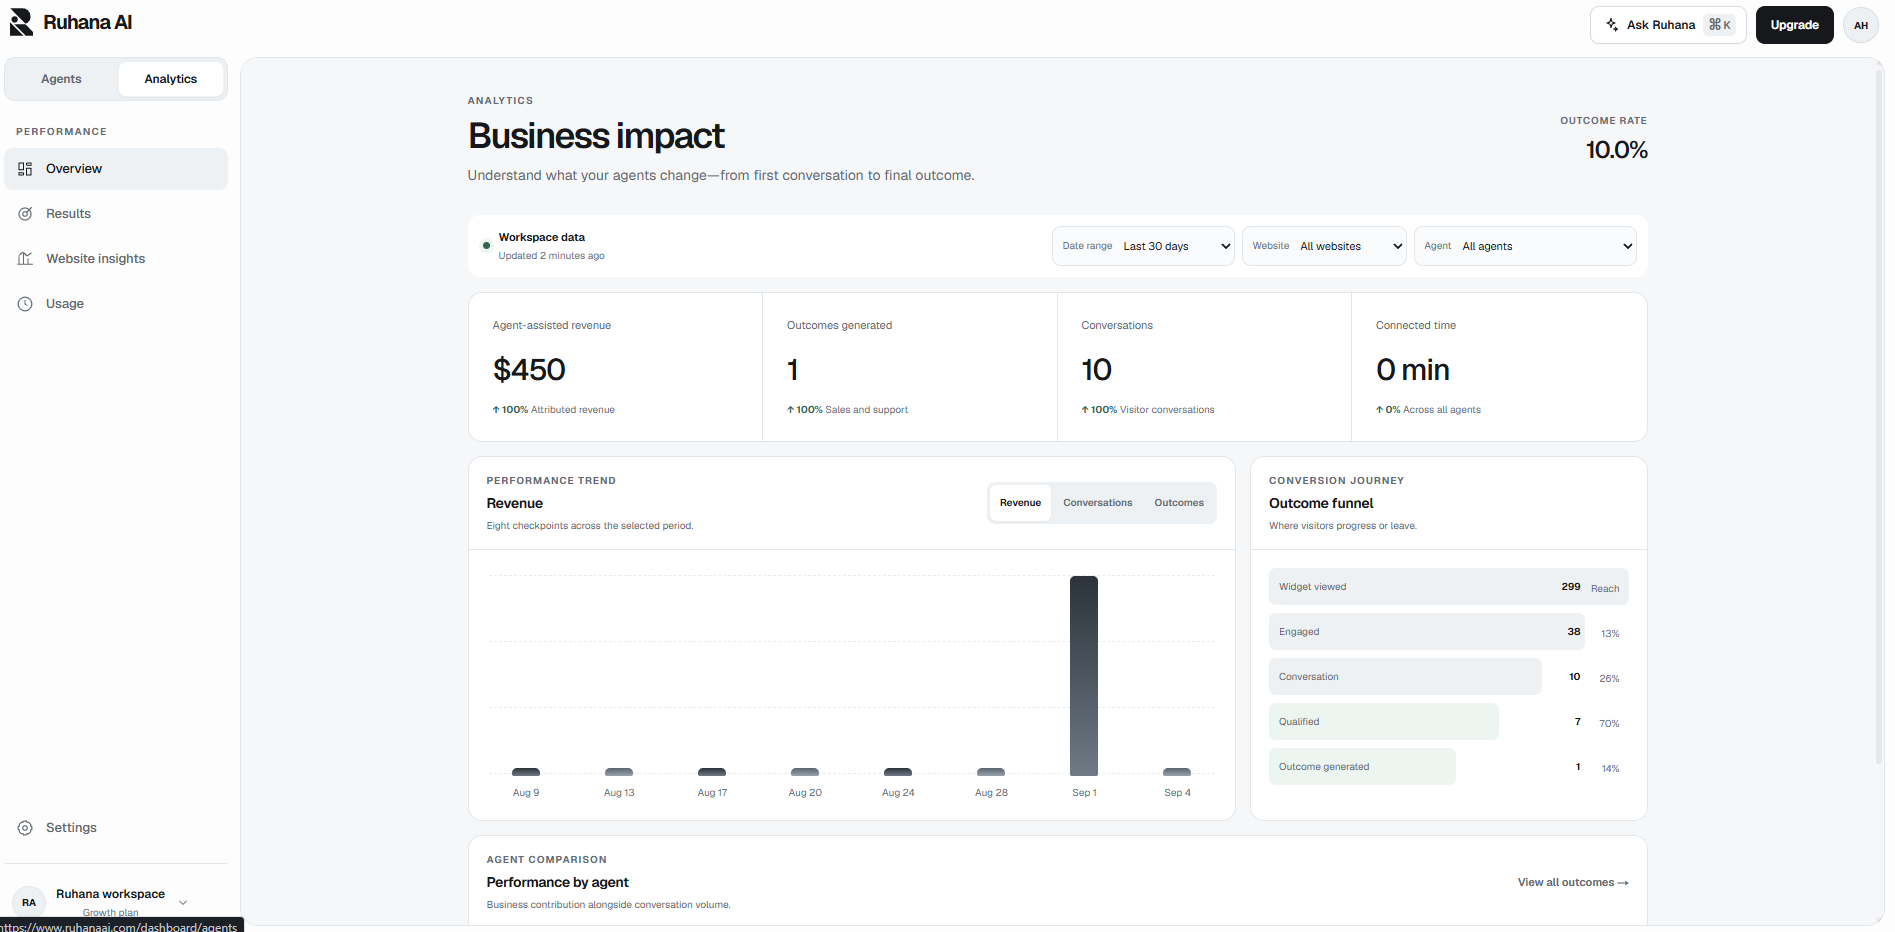 Ruhana AI
Ask Ruhana ⌘ K
Upgrade
AH
Agents
Analytics
PERFORMANCE
Overview
Results
Website insights
Usage
Settings
RA
Ruhana workspace
Growth plan
https://www.ruhanaai.com/dashboard/agents
ANALYTICS
Business impact
Understand what your agents change—from first conversation to final outcome.
OUTCOME RATE
10.0%
Workspace data
Updated 2 minutes ago
Date range Last 30 days
Website All websites
Agent All agents
Agent-assisted revenue
$450
↑ 100% Attributed revenue
Outcomes generated
1
↑ 100% Sales and support
Conversations
10
↑ 100% Visitor conversations
Connected time
0 min
↑ 0% Across all agents
PERFORMANCE TREND
Revenue
Eight checkpoints across the selected period.
Revenue Conversations Outcomes
Aug 9 Aug 13 Aug 17 Aug 20 Aug 24 Aug 28 Sep 1 Sep 4
CONVERSION JOURNEY
Outcome funnel
Where visitors progress or leave.
Widget viewed 299 Reach
Engaged 38 13%
Conversation 10 26%
Qualified 7 70%
Outcome generated 1 14%
AGENT COMPARISON
Performance by agent
Business contribution alongside conversation volume.
View all outcomes →